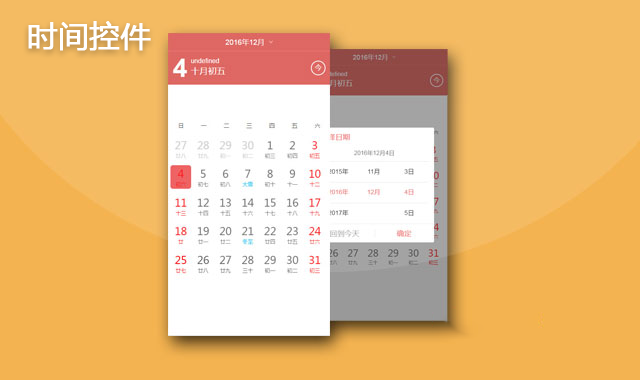 时间控件
2016年12月
undefined
4
十月初五
今
日 一 二 三 四 五 六
27 28 29 30 1 2 3
廿八 廿九 初一 初二 初三 初四 初五
4 5 6 7 8 9 10
初六 初七 初八 大雪 初十 十一 十二
11 12 13 14 15 16 17
十三 十四 十五 十六 十七 十八 十九
18 19 20 21 22 23 24
廿 廿一 廿二 冬至 廿四 廿五 廿六
25 26 27 28 29 30 31
廿七 廿八 廿九 三十 初一 初二 初三
2016年12月
defined
月初五
今
择日期
2016年12月4日
2015年 11月 3日
2016年 12月 4日
2017年 5日
回到今天 确定
26 27 28 29 30 31
廿八 廿九 三十 初一 初二 初三